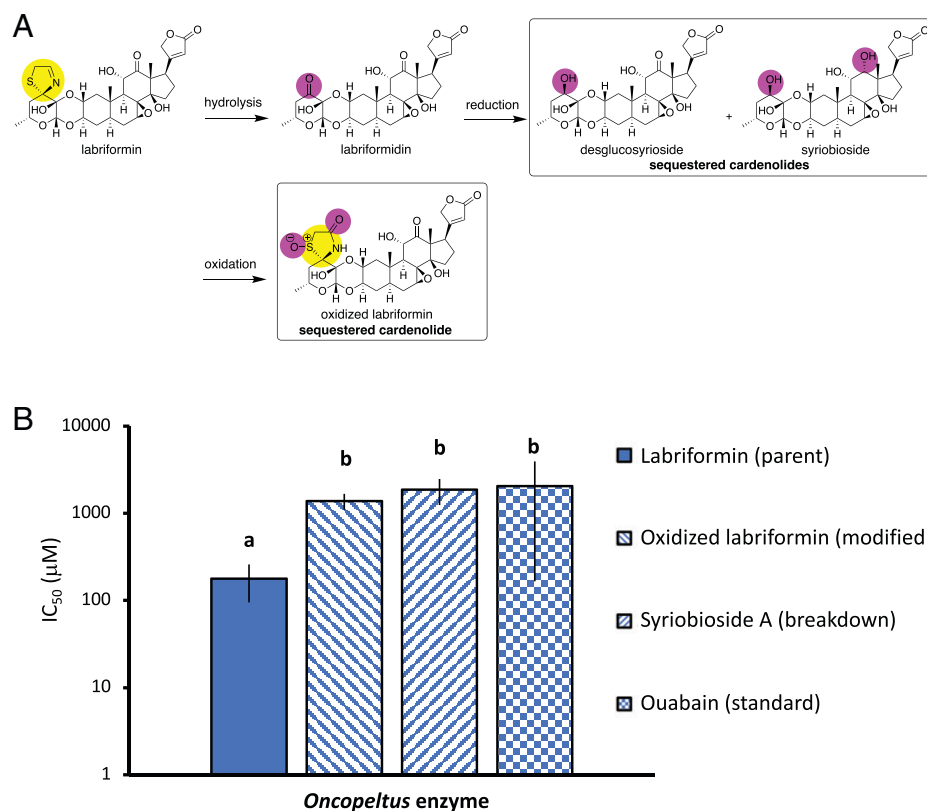 A
labriformin
hydrolysis
labriformidin
reduction
desglucosyrioside
+
syriobioside
sequestered cardenolides
oxidation
oxidized labriformin
sequestered cardenolide
B
10000
1000
100
10
1
IC50 (μM)
a
b
b
b
Oncopeltus enzyme
Labriformin (parent)
Oxidized labriformin (modified
Syriobioside A (breakdown)
Ouabain (standard)